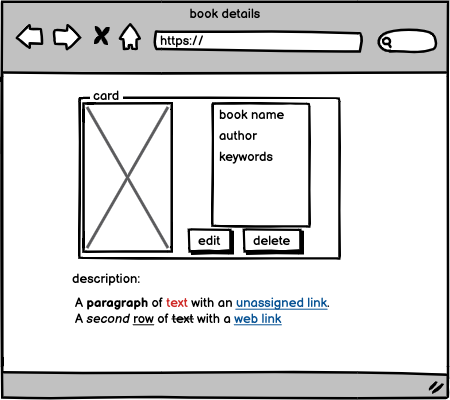 book details
https://
card
book name
author
keywords
edit
delete
description:
A paragraph of text with an unassigned link.
A second row of text with a web link